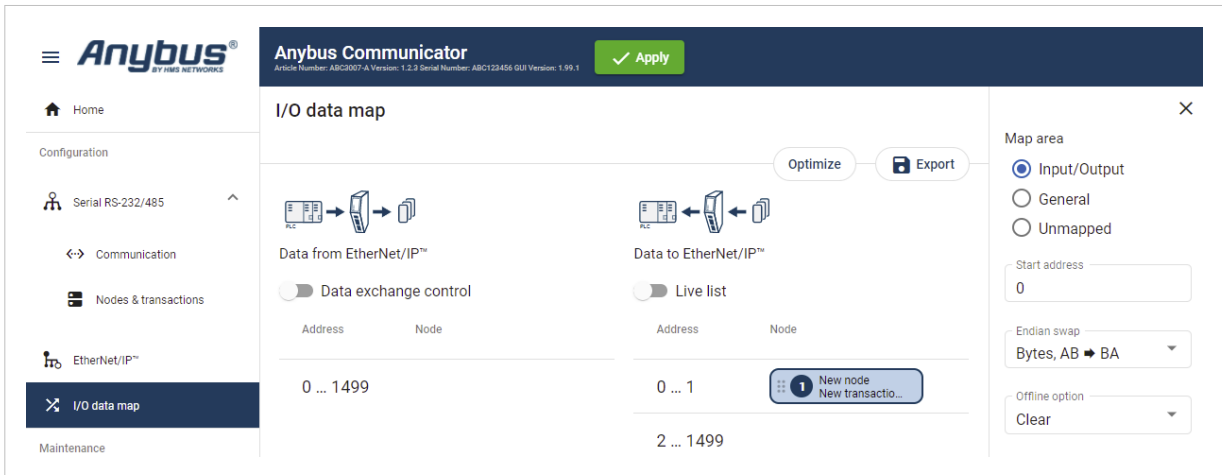 Anybus®
BY HMS NETWORKS
Anybus Communicator
Article Number: ABC3007-A Version: 1.2.3 Serial Number: ABC123456 GUI Version: 1.99.1
Apply
Home
Configuration
Serial RS-232/485
Communication
Nodes & transactions
EtherNet/IP™
I/O data map
Maintenance
I/O data map
Optimize
Export
PLC
Data from EtherNet/IP™
Data exchange control
Address Node
0 ... 1499
PLC
Data to EtherNet/IP™
Live list
Address Node
0 ... 1
1
New node
New transactio...
2 ... 1499
Map area
Input/Output
General
Unmapped
Start address
0
Endian swap
Bytes, AB ➡ BA
Offline option
Clear